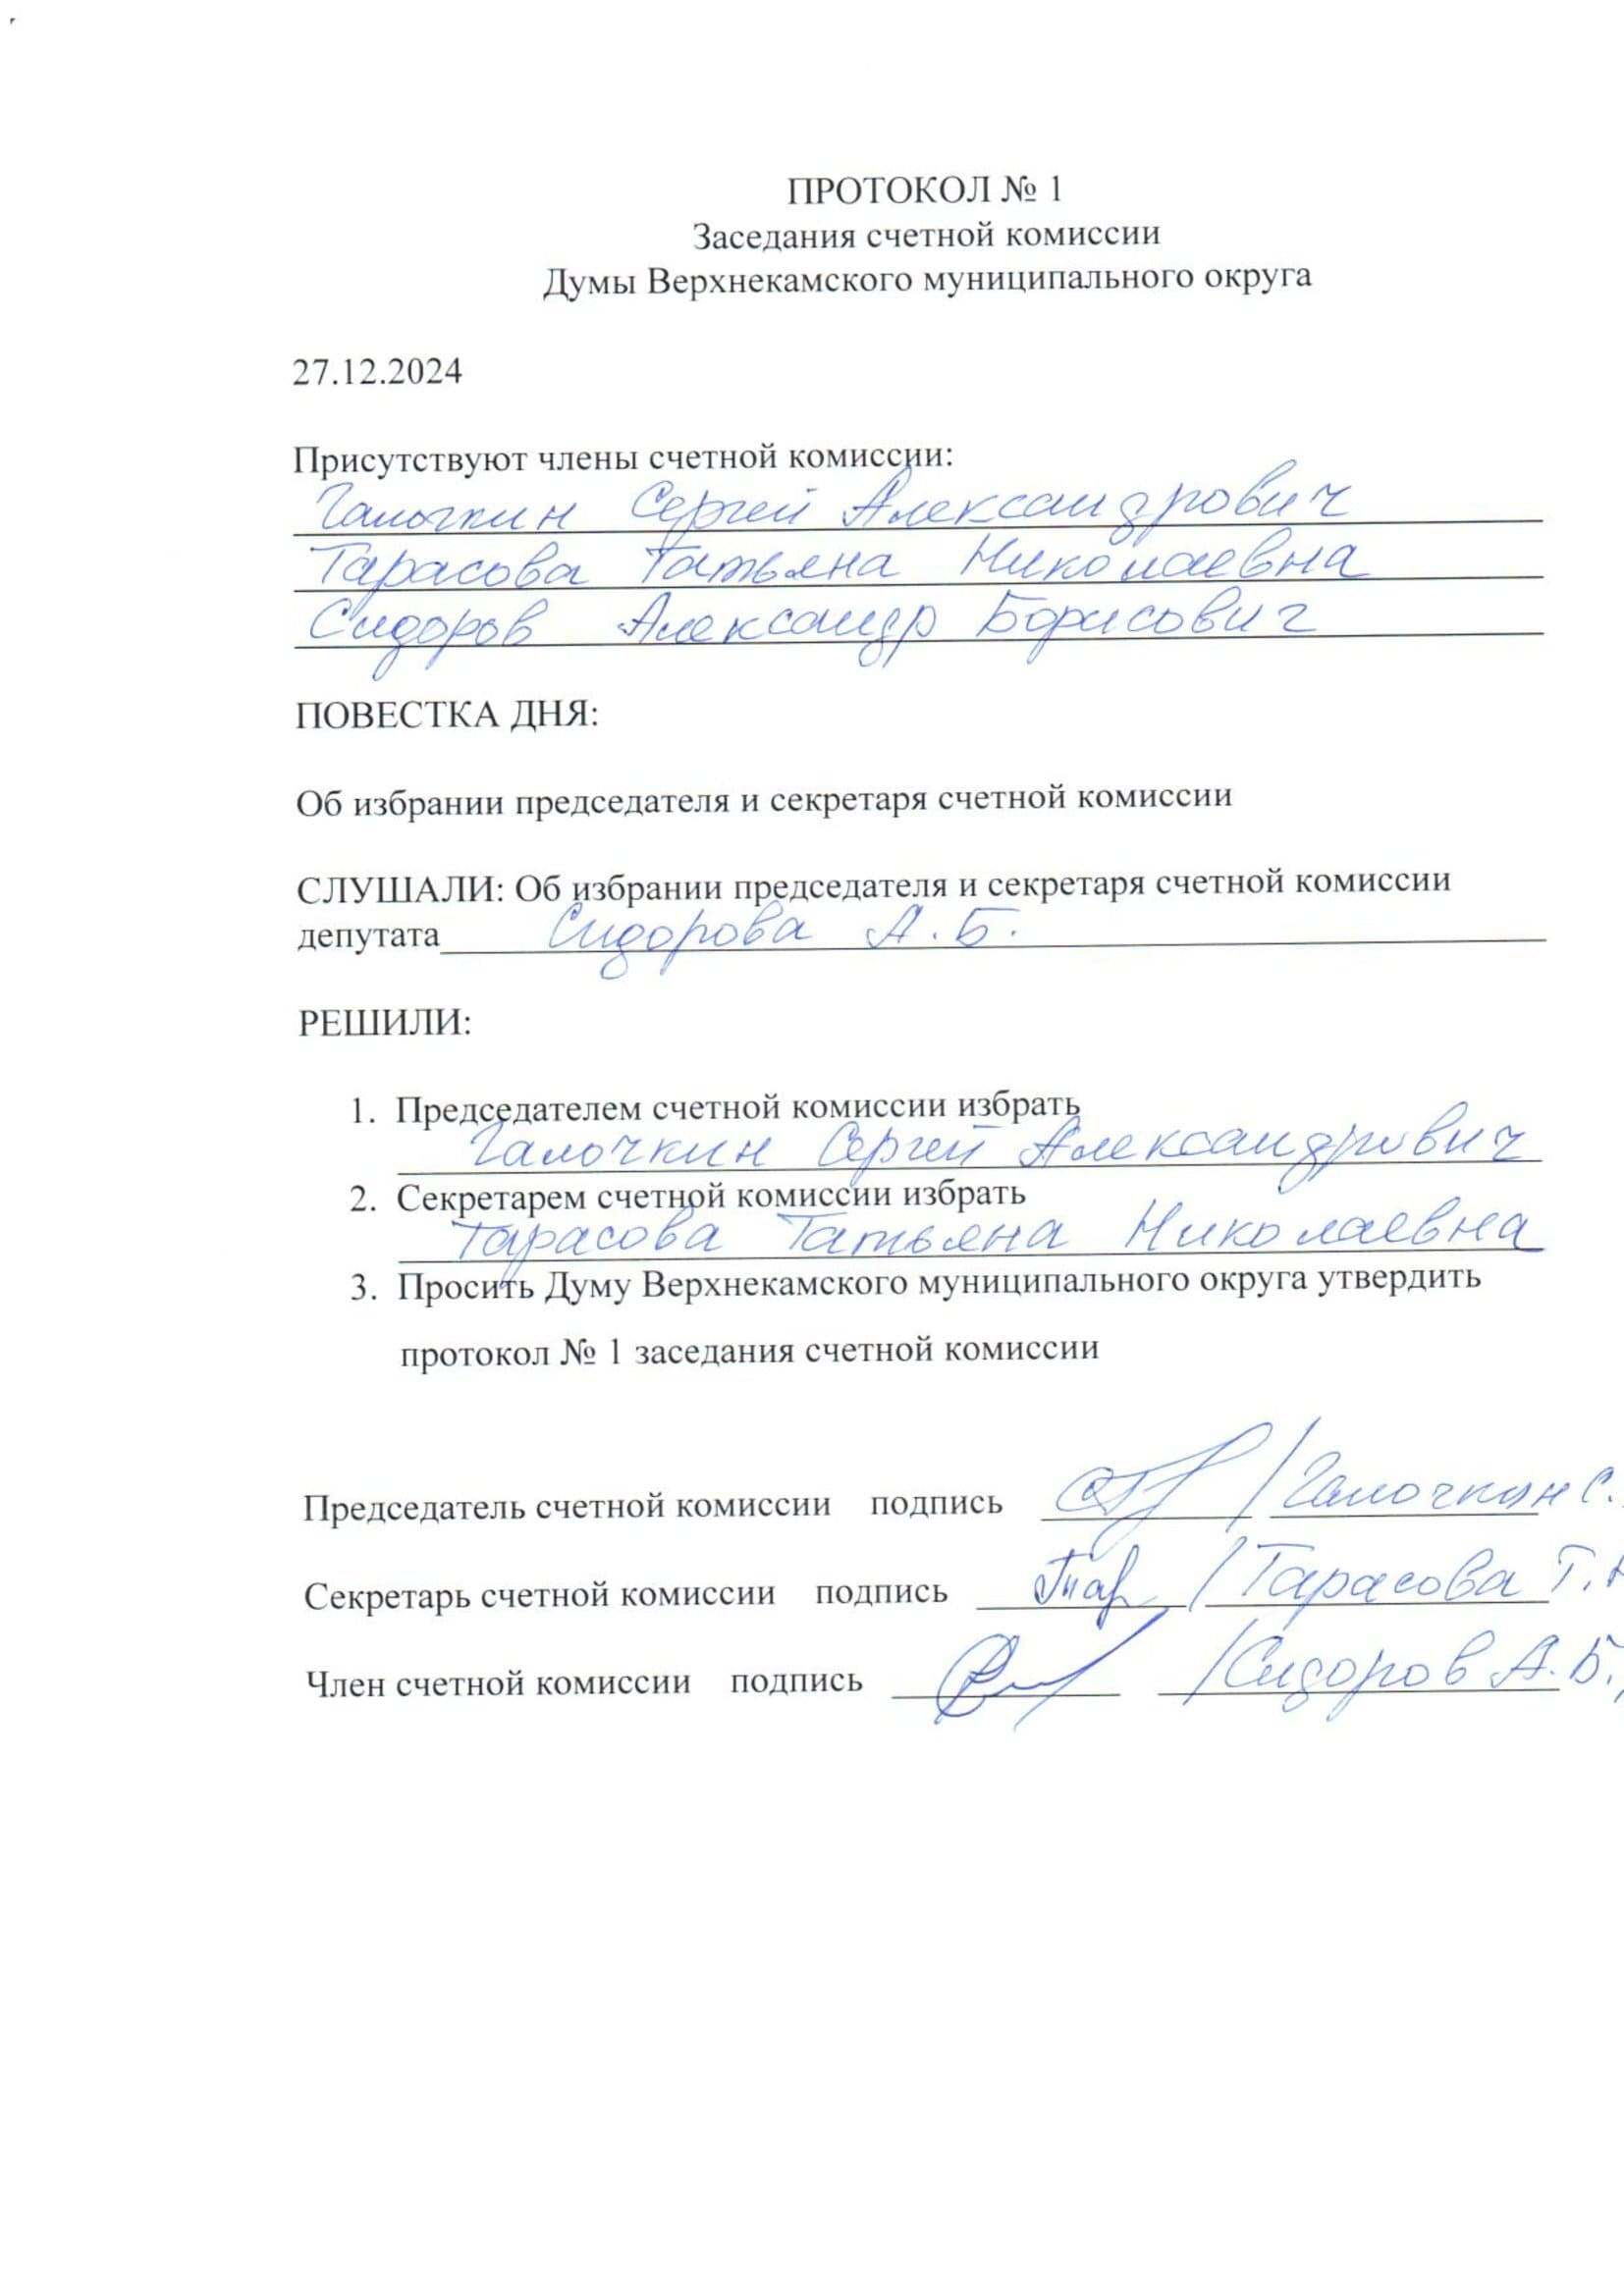 ПРОТОКОЛ № 1
Заседания счетной комиссии
Думы Верхнекамского муниципального округа
27.12.2024
Присутствуют члены счетной комиссии:
Галочкин Сергей Александрович
Тарасова Татьяна Николаевна
Сидоров Александр Борисович
ПОВЕСТКА ДНЯ:
Об избрании председателя и секретаря счетной комиссии
СЛУШАЛИ: Об избрании председателя и секретаря счетной комиссии
депутата Сидорова А.Б.
РЕШИЛИ:
1. Председателем счетной комиссии избрать
Галочкин Сергей Александрович
2. Секретарем счетной комиссии избрать
Тарасова Татьяна Николаевна
3. Просить Думу Верхнекамского муниципального округа утвердить
протокол № 1 заседания счетной комиссии
Председатель счетной комиссии подпись /Галочкин С.
Секретарь счетной комиссии подпись Тар /Тарасова Т.
Член счетной комиссии подпись /Сидоров А.Б./